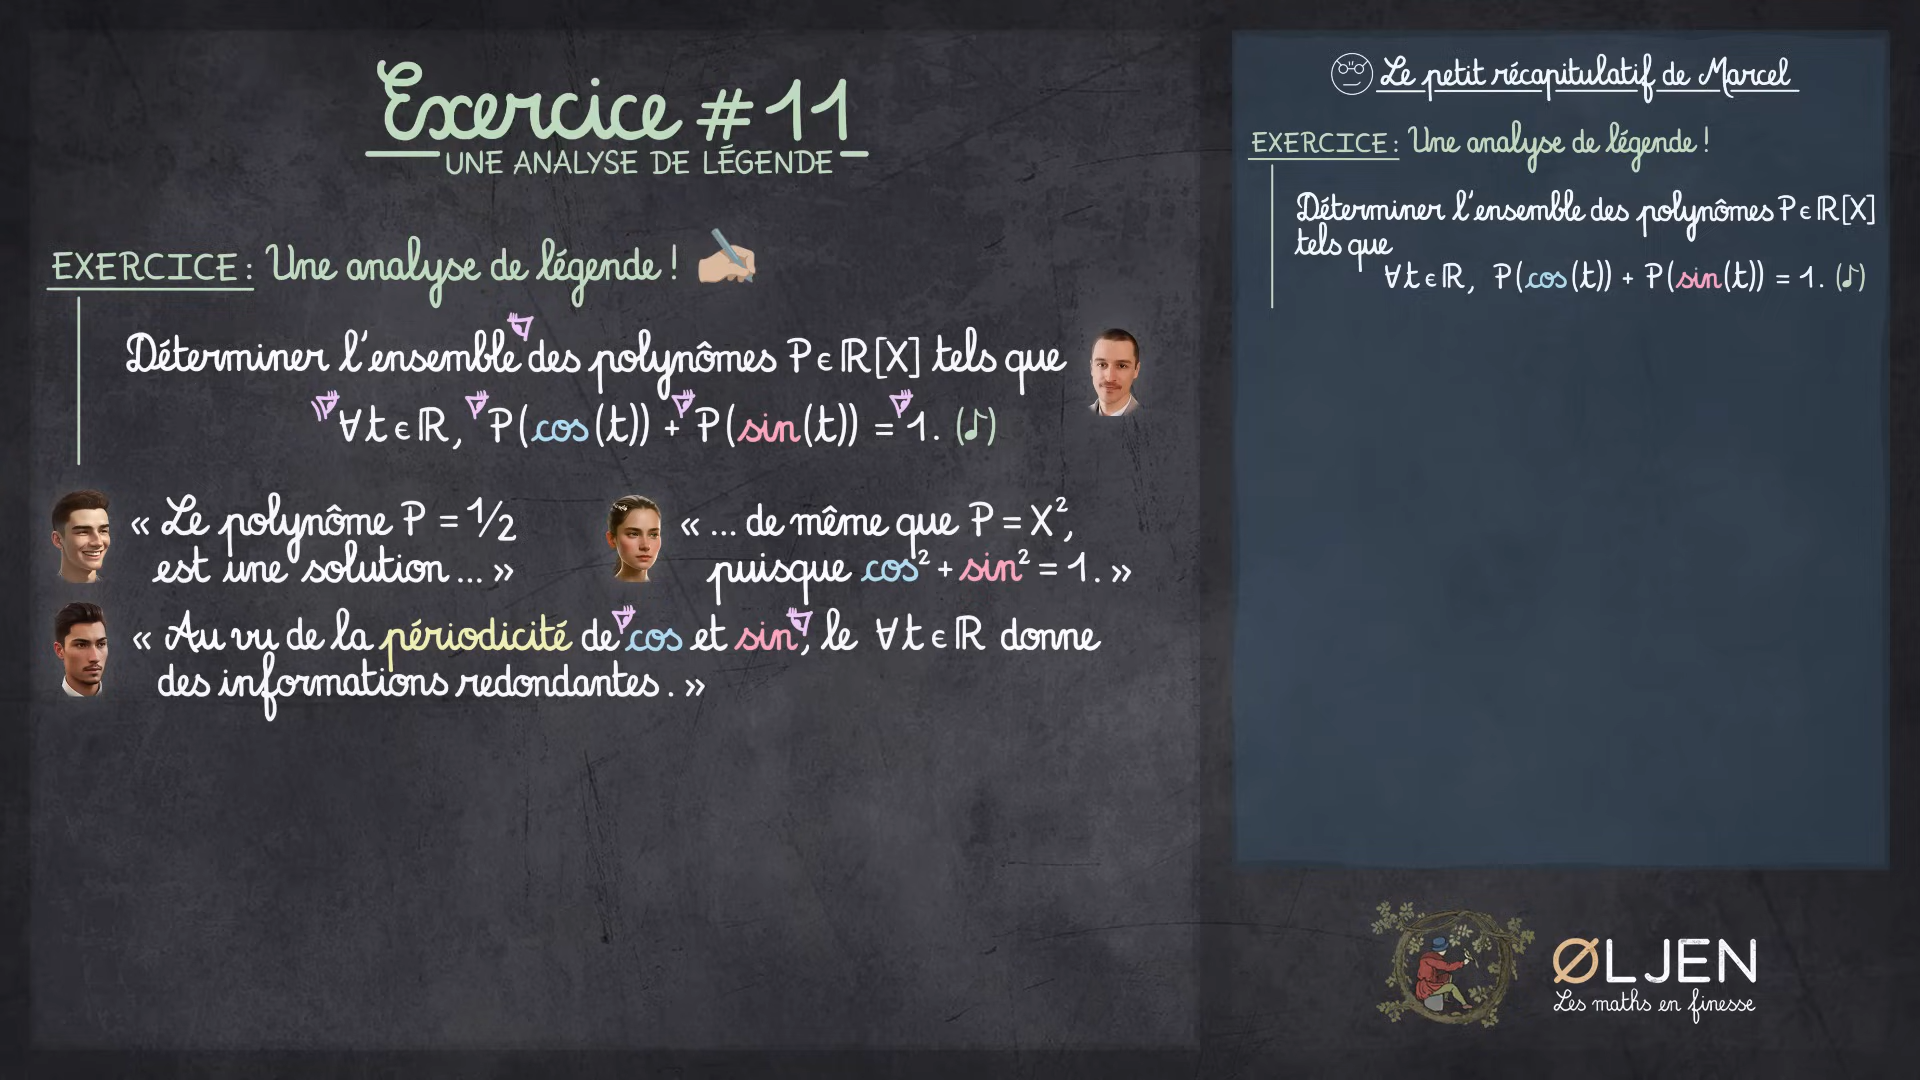 Exercice #11
UNE ANALYSE DE LÉGENDE
EXERCICE: Une analyse de légende !
Déterminer l'ensemble des polynômes P ∈ ℝ[X] tels que
∀t ∈ ℝ, P(cos(t)) + P(sin(t)) = 1. (♪)
« Le polynôme P = 1/2
est une solution ... »
« ... de même que P = X²,
puisque cos² + sin² = 1. »
« Au vu de la périodicité de cos et sin, le ∀t ∈ ℝ donne
des informations redondantes. »
Le petit récapitulatif de Marcel
EXERCICE: Une analyse de légende !
Déterminer l'ensemble des polynômes P ∈ ℝ[X]
tels que
∀t ∈ ℝ, P(cos(t)) + P(sin(t)) = 1. (♪)
ØLJEN
Les maths en finesse